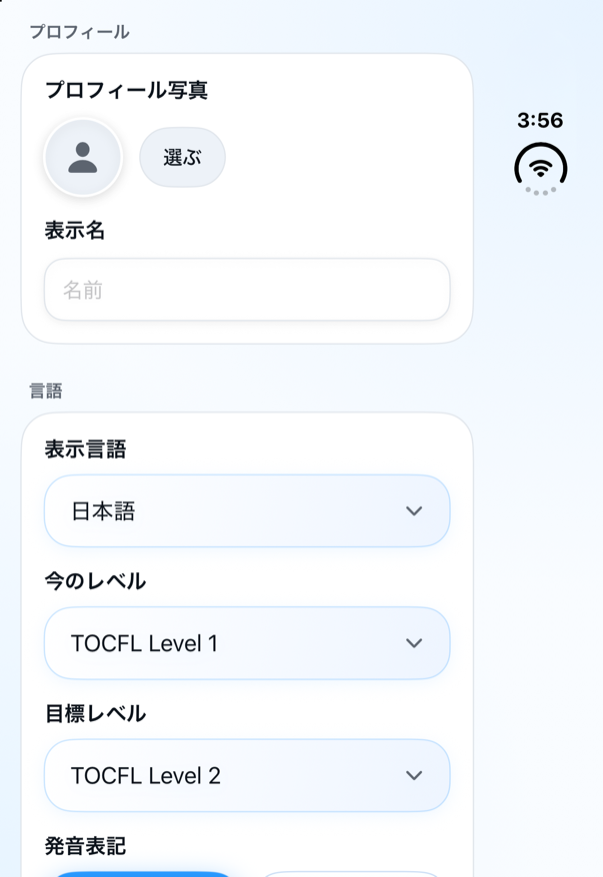 プロフィール
プロフィール写真
選ぶ
表示名
名前
3:56
言語
表示言語
日本語
今のレベル
TOCFL Level 1
目標レベル
TOCFL Level 2
発音表記